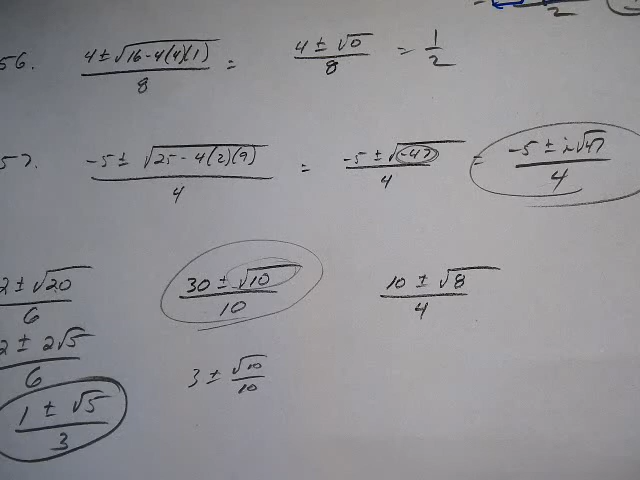 56. (4 ± √(16 - 4(4)(1)))/8 = (4 ± √0)/8 = 1/2
57. (-5 ± √(25 - 4(2)(9)))/4 = (-5 ± √(-47))/4 = (-5 ± i√47)/4
(2 ± √20)/6 (30 ± √10)/10 (10 ± √8)/4
(2 ± 2√5)/6 3 ± √10/10
(1 ± √5)/3